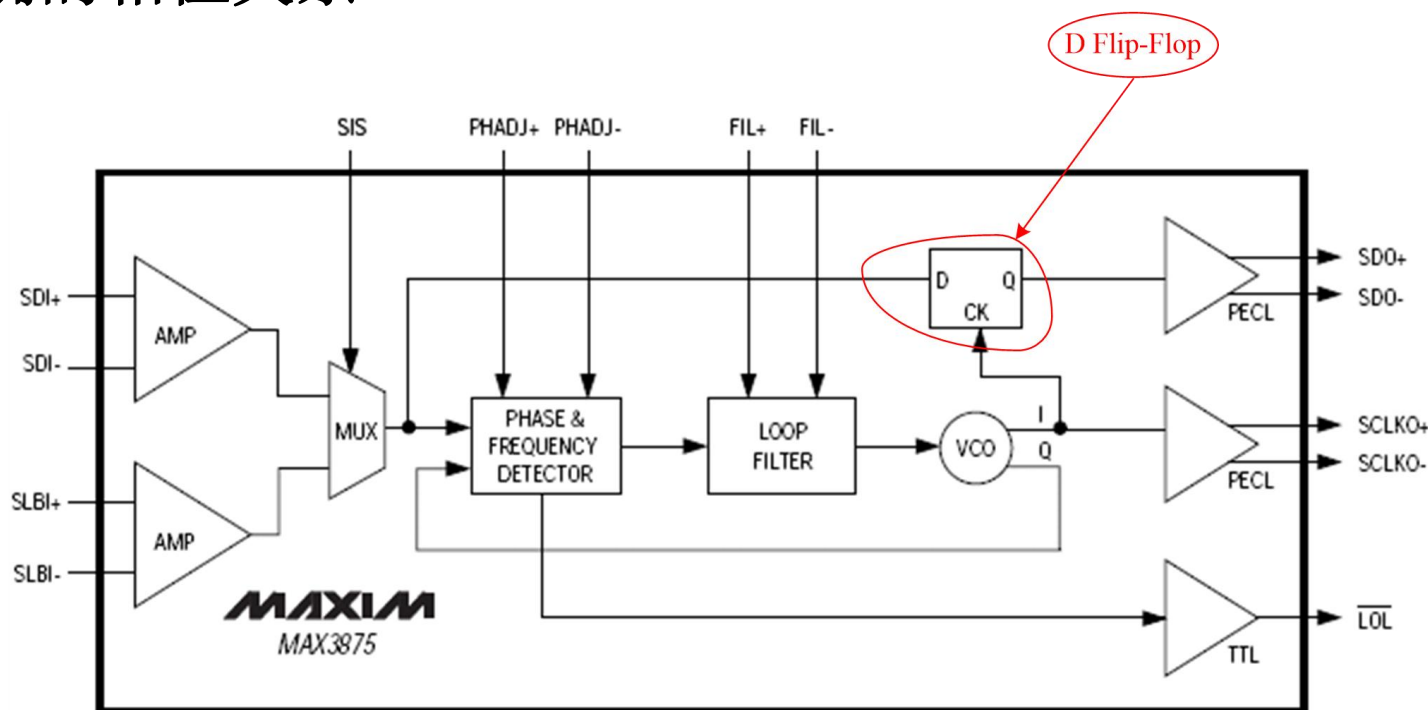 D Flip-Flop
SIS
PHADJ+ PHADJ-
FIL+ FIL-
SDI+
SDI-
AMP
MUX
SLBI+
SLBI-
AMP
PHASE &
FREQUENCY
DETECTOR
LOOP
FILTER
VCO
I
Q
D Q
CK
PECL
SDO+
SDO-
PECL
SCLKO+
SCLKO-
TTL
LOL
MAXIM
MAX3875